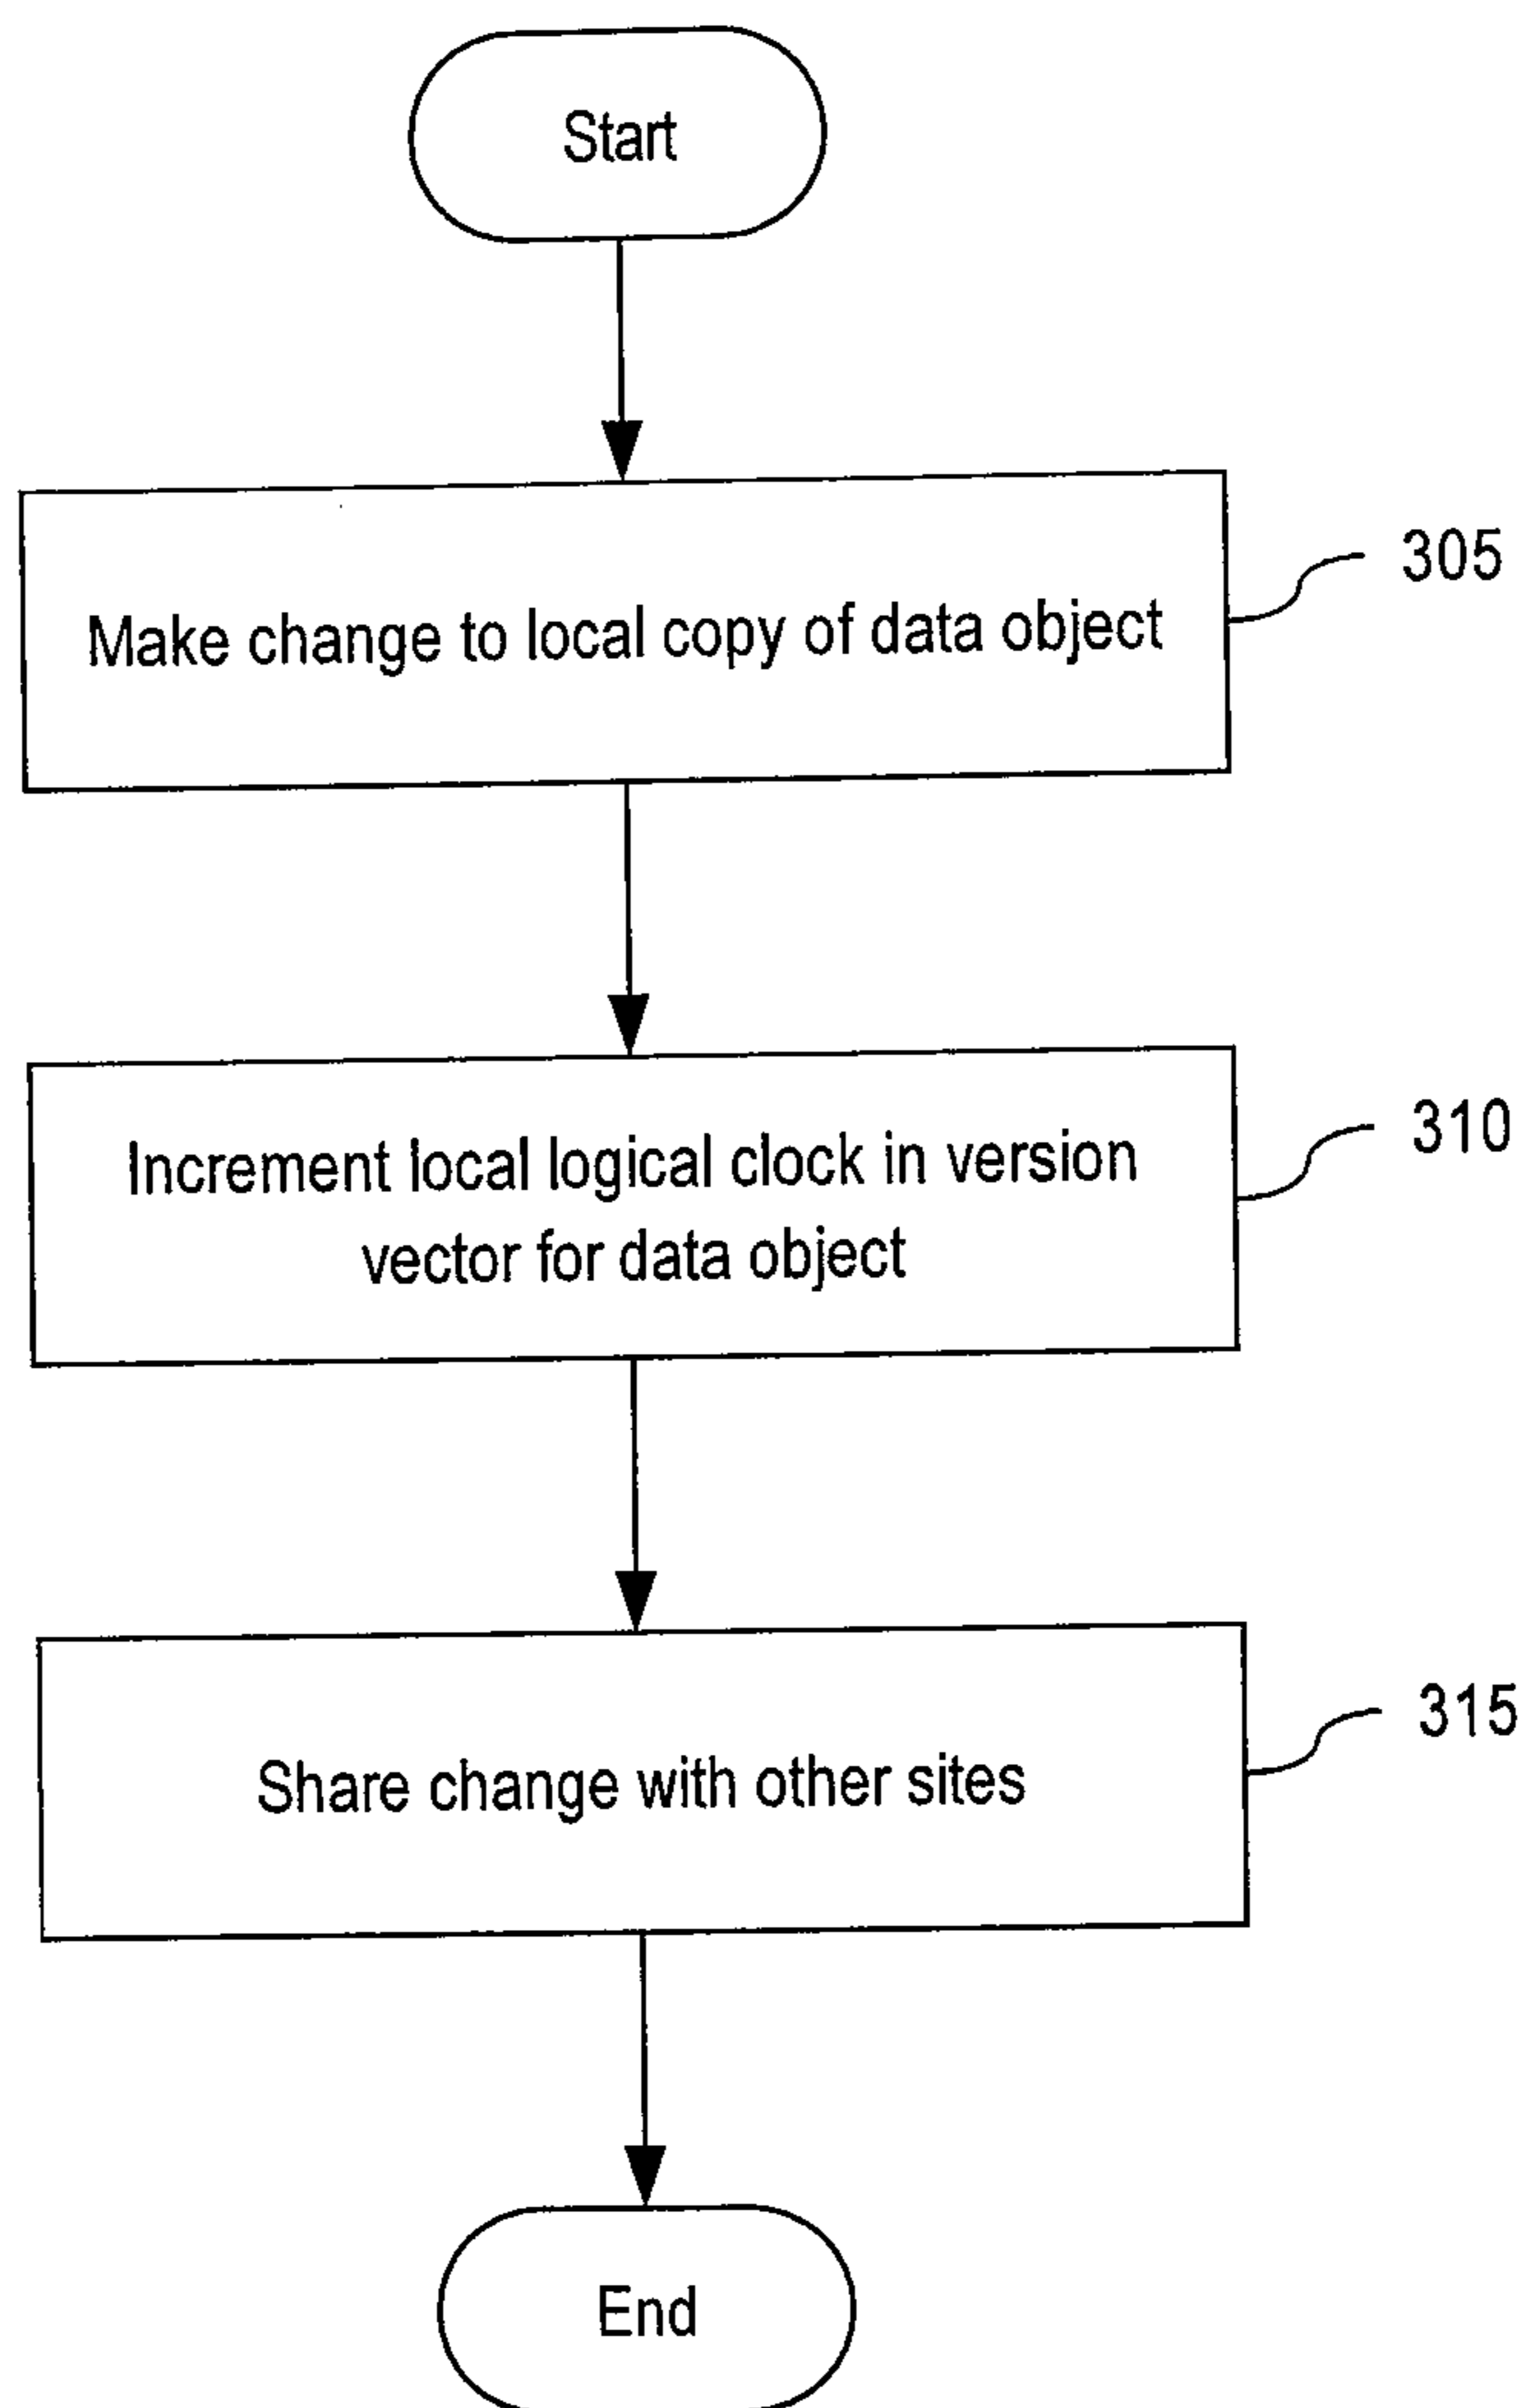 Start
Make change to local copy of data object
305
Increment local logical clock in version
vector for data object
310
Share change with other sites
315
End